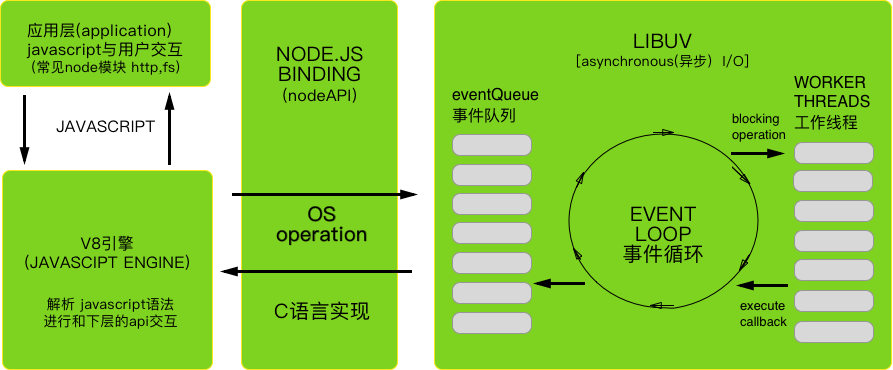 应用层(application)
javascript与用户交互
(常见node模块 http,fs)
JAVASCRIPT
V8引擎
(JAVASCIPT ENGINE)
解析 javascript语法
进行和下层的api交互
NODE.JS
BINDING
(nodeAPI)
OS
operation
C语言实现
LIBUV
[asynchronous(异步) I/O]
eventQueue
事件队列
EVENT
LOOP
事件循环
blocking
operation
WORKER
THREADS
工作线程
execute
callback